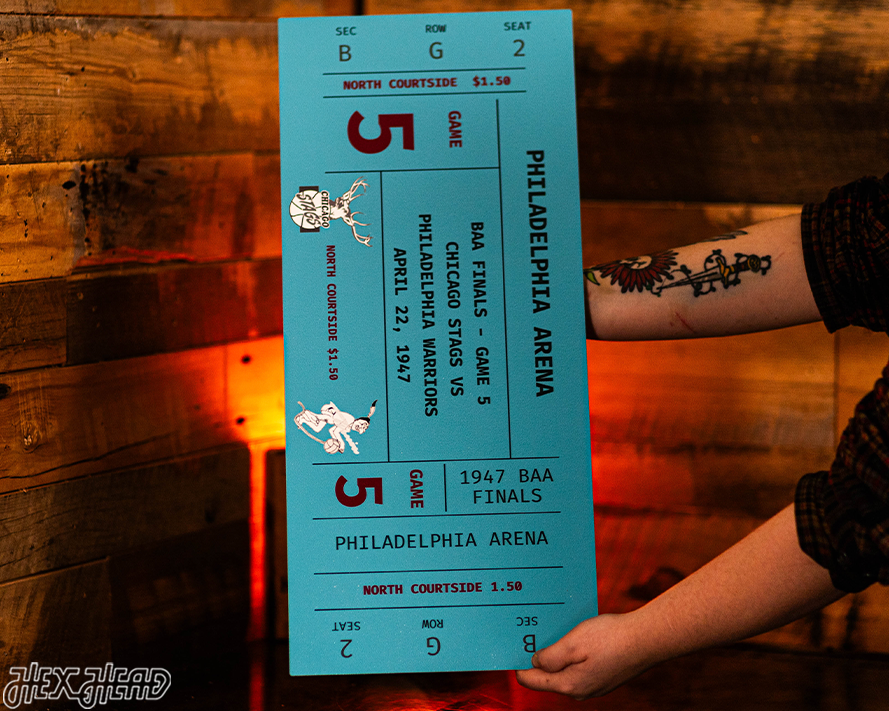 SEC ROW SEAT
B G 2
NORTH COURTSIDE $1.50
GAME
5
PHILADELPHIA ARENA
BAA FINALS - GAME 5
CHICAGO STAGS VS
PHILADELPHIA WARRIORS
APRIL 22, 1947
CHICAGO
STAGS
NORTH COURTSIDE $1.50
GAME
5
1947 BAA
FINALS
PHILADELPHIA ARENA
NORTH COURTSIDE 1.50
SEC ROW SEAT
B G 2
HEX HEAD